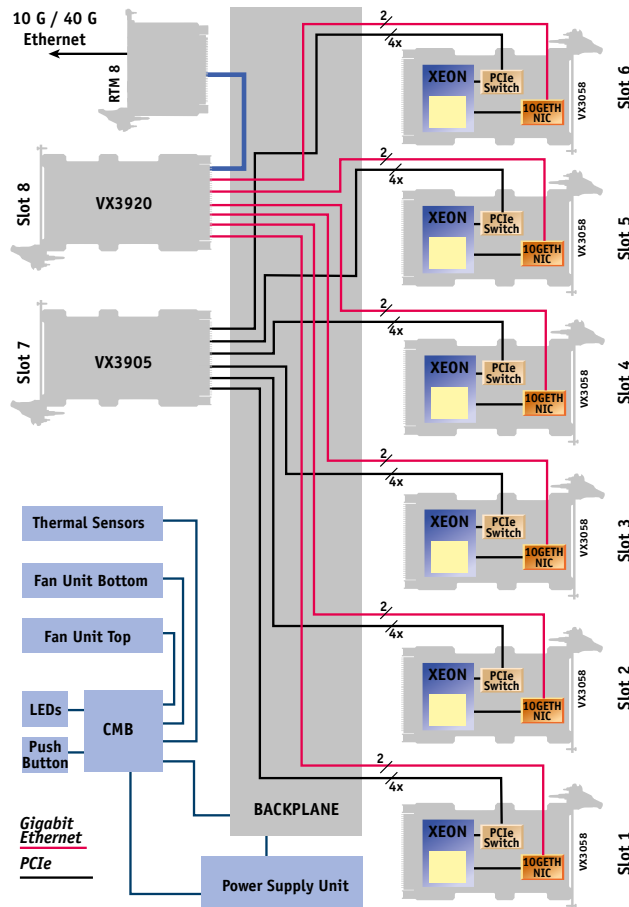 10 G / 40 G
Ethernet
RTM 8
2
4x
XEON
PCIe
Switch
10GETH
NIC
VX3058
Slot 6
Slot 8
VX3920
2
4x
XEON
PCIe
Switch
10GETH
NIC
VX3058
Slot 5
Slot 7
VX3905
2
4x
XEON
PCIe
Switch
10GETH
NIC
VX3058
Slot 4
2
4x
XEON
PCIe
Switch
10GETH
NIC
VX3058
Slot 3
Thermal Sensors
Fan Unit Bottom
Fan Unit Top
2
4x
XEON
PCIe
Switch
10GETH
NIC
VX3058
Slot 2
LEDs
CMB
Push
Button
2
4x
XEON
PCIe
Switch
10GETH
NIC
VX3058
Slot 1
BACKPLANE
Gigabit
Ethernet
PCIe
Power Supply Unit